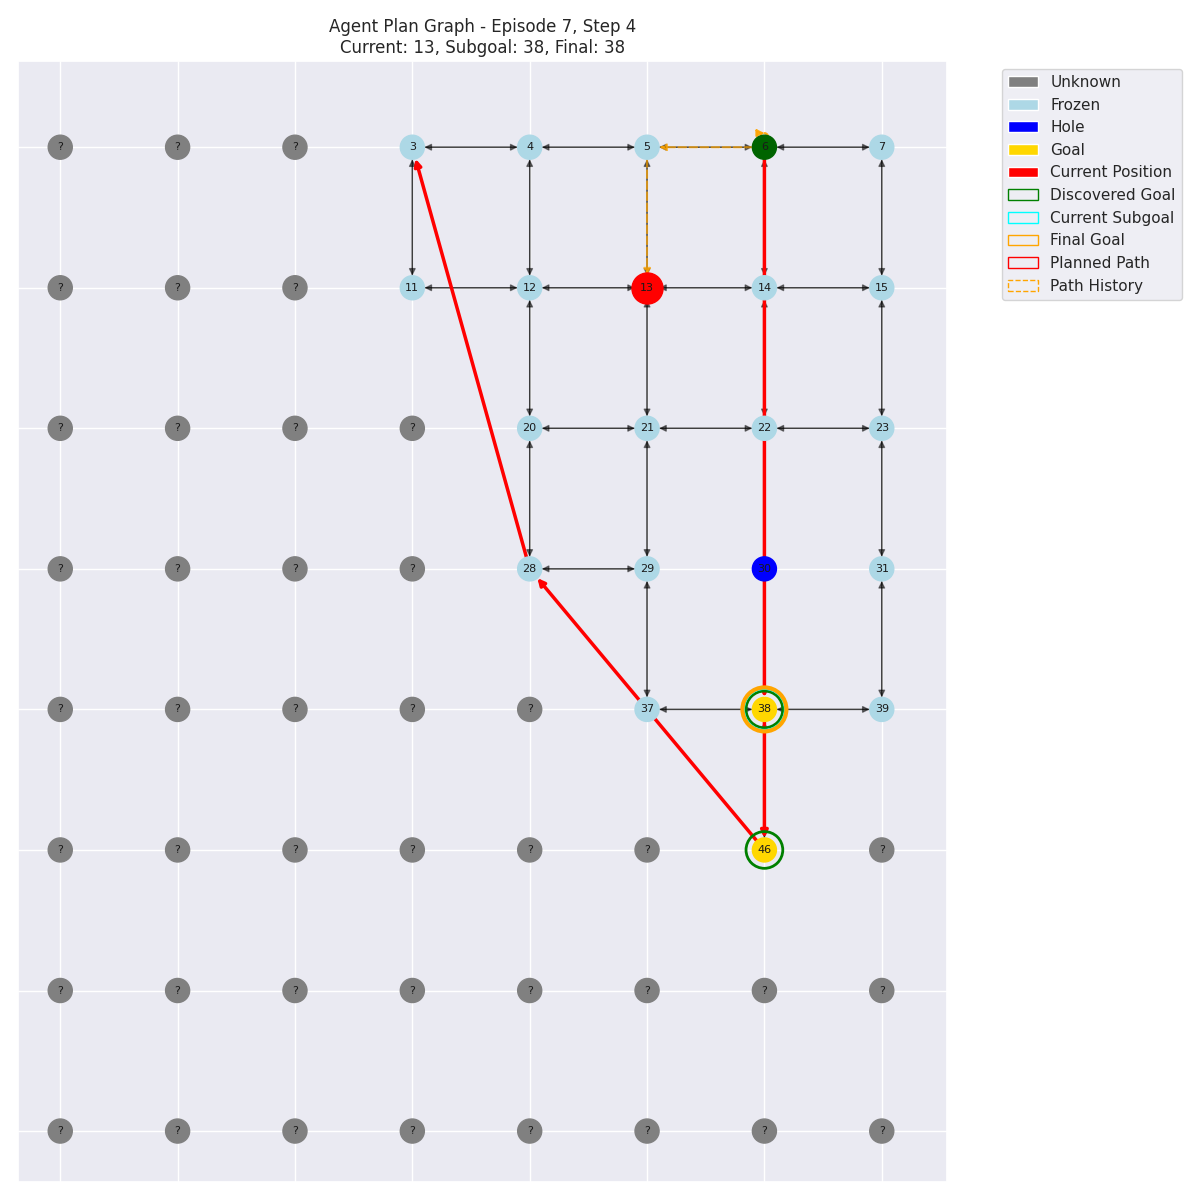 Agent Plan Graph - Episode 7, Step 4
Current: 13, Subgoal: 38, Final: 38
Unknown
Frozen
Hole
Goal
Current Position
Discovered Goal
Current Subgoal
Final Goal
Planned Path
Path History
? ? ? 3 4 5 6 7
? ? ? 11 12 13 14 15
? ? ? ? 20 21 22 23
? ? ? ? 28 29 30 31
? ? ? ? ? 37 38 39
? ? ? ? ? ? 46 ?
? ? ? ? ? ? ? ?
? ? ? ? ? ? ? ?